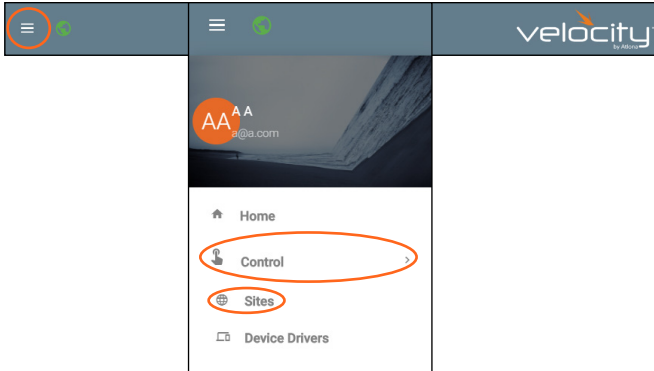 velocity
by Atlona
AA
A A
a@a.com
Home
Control
Sites
Device Drivers